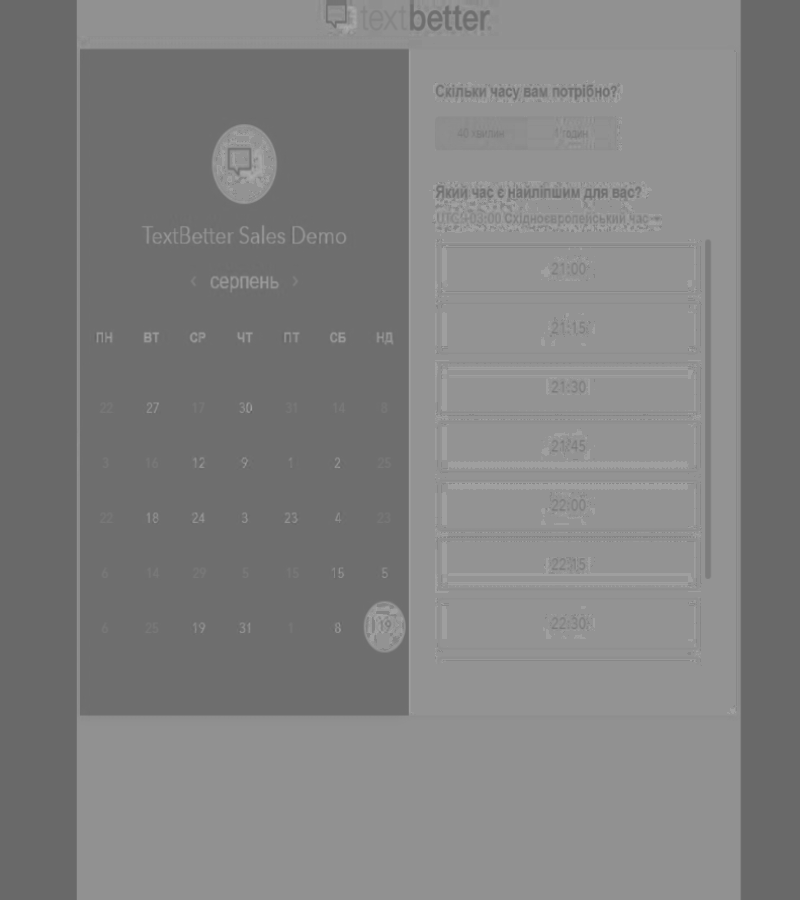 textbetter
TextBetter Sales Demo
‹ серпень ›
ПН ВТ СР ЧТ ПТ СБ НД
22 27 17 30 31 14 8
3 16 12 9 1 2 25
22 18 24 3 23 4 23
6 14 29 5 15 15 5
6 25 19 31 1 8 19
Скільки часу вам потрібно?
40 хвилин 1 годин
Який час є найліпшим для вас?
UTC +03:00 Східноєвропейський час
21:00
21:15
21:30
21:45
22:00
22:15
22:30